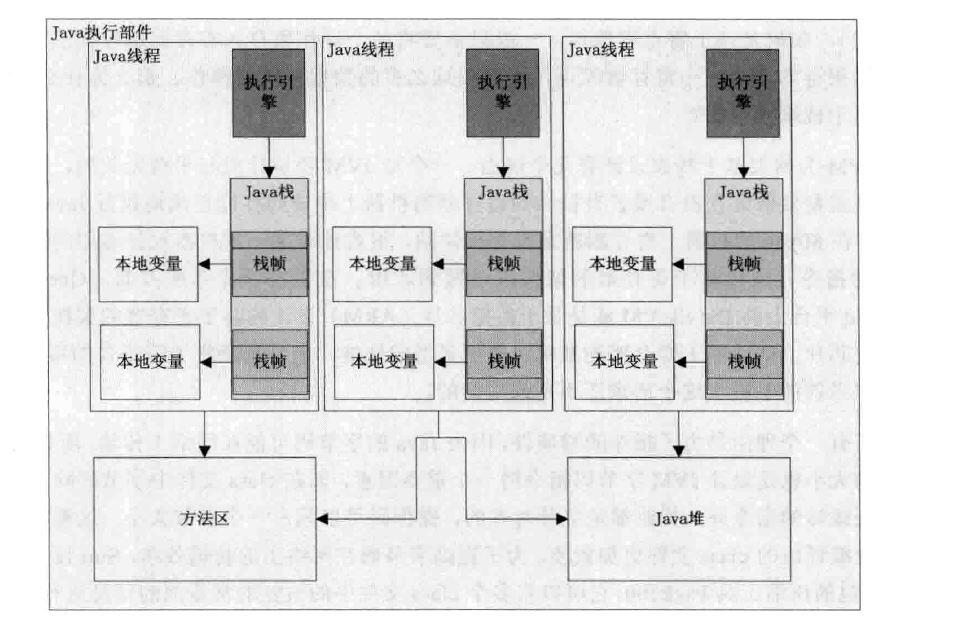 Java执行部件
Java线程
执行引
擎
Java栈
本地变量
栈帧
本地变量
栈帧
Java线程
执行引
擎
Java栈
本地变量
栈帧
本地变量
栈帧
Java线程
执行引
擎
Java栈
本地变量
栈帧
本地变量
栈帧
方法区
Java堆